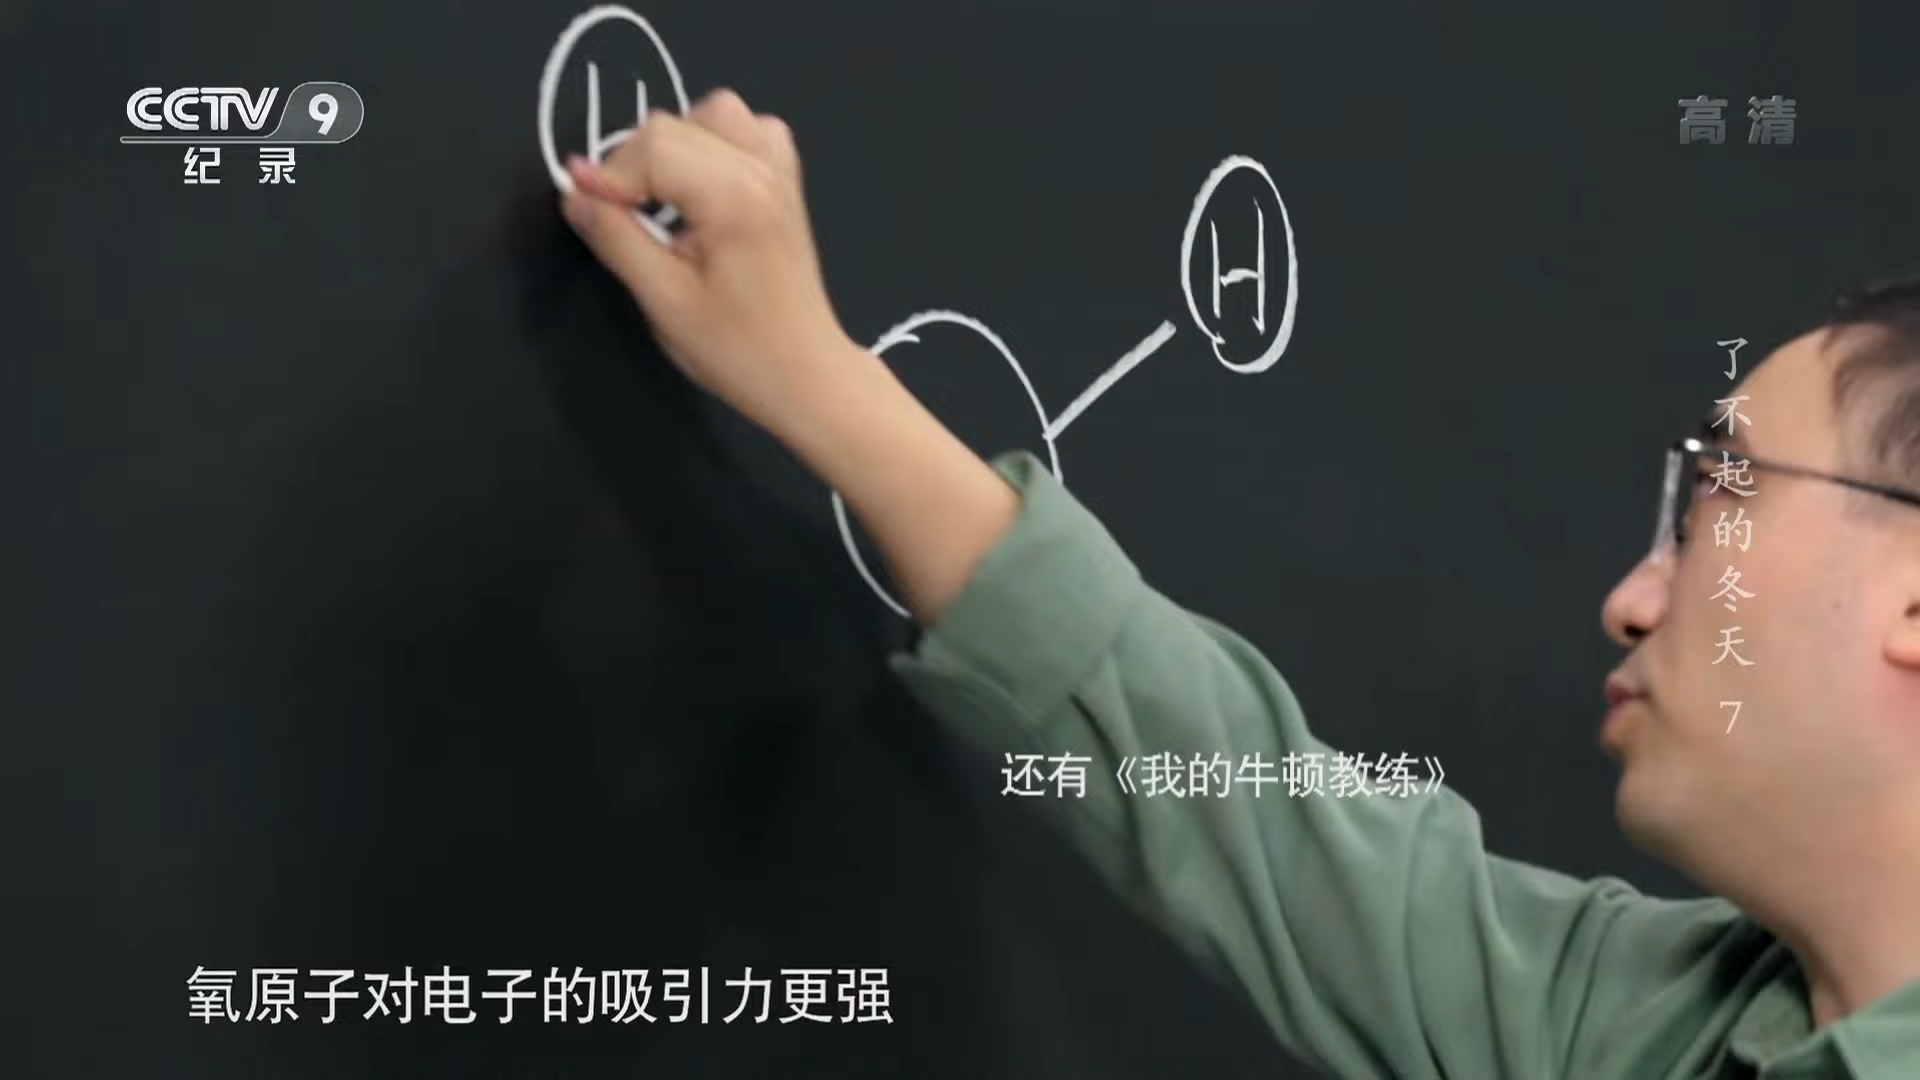 CCTV 9
纪 录
高清
H
H
了不起的冬天 7
还有《我的牛顿教练》
氧原子对电子的吸引力更强